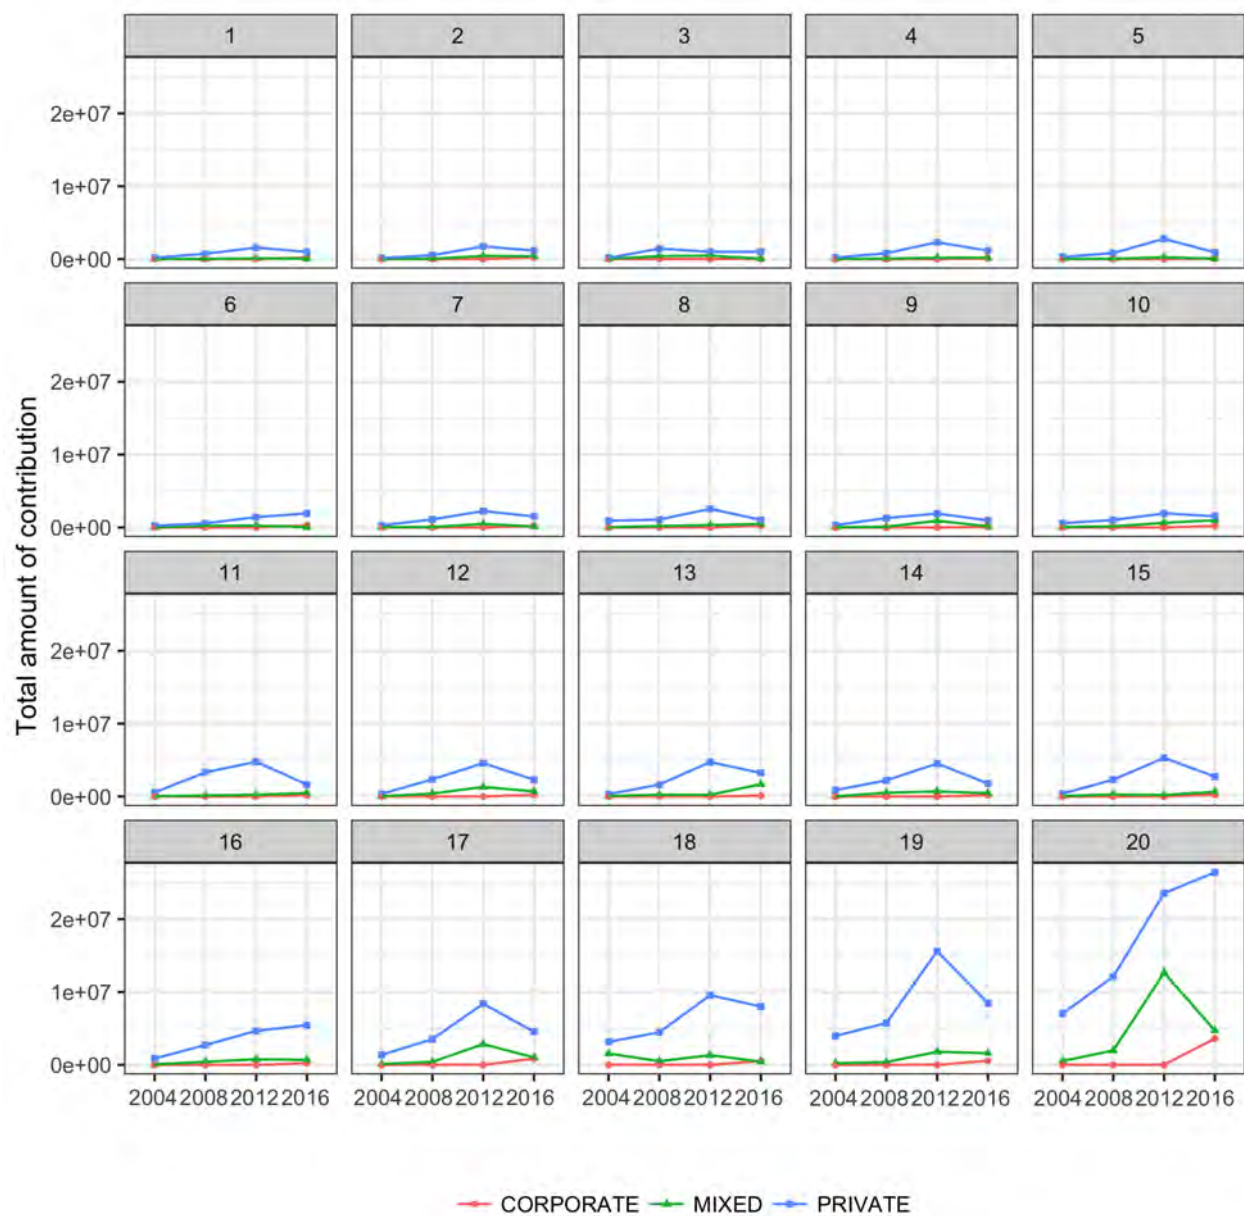 1 2 3 4 5
2e+07
1e+07
0e+00
6 7 8 9 10
2e+07
1e+07
0e+00
11 12 13 14 15
2e+07
1e+07
0e+00
16 17 18 19 20
2e+07
1e+07
0e+00
Total amount of contribution
2004 2008 2012 2016 2004 2008 2012 2016 2004 2008 2012 2016 2004 2008 2012 2016 2004 2008 2012 2016
CORPORATE MIXED PRIVATE